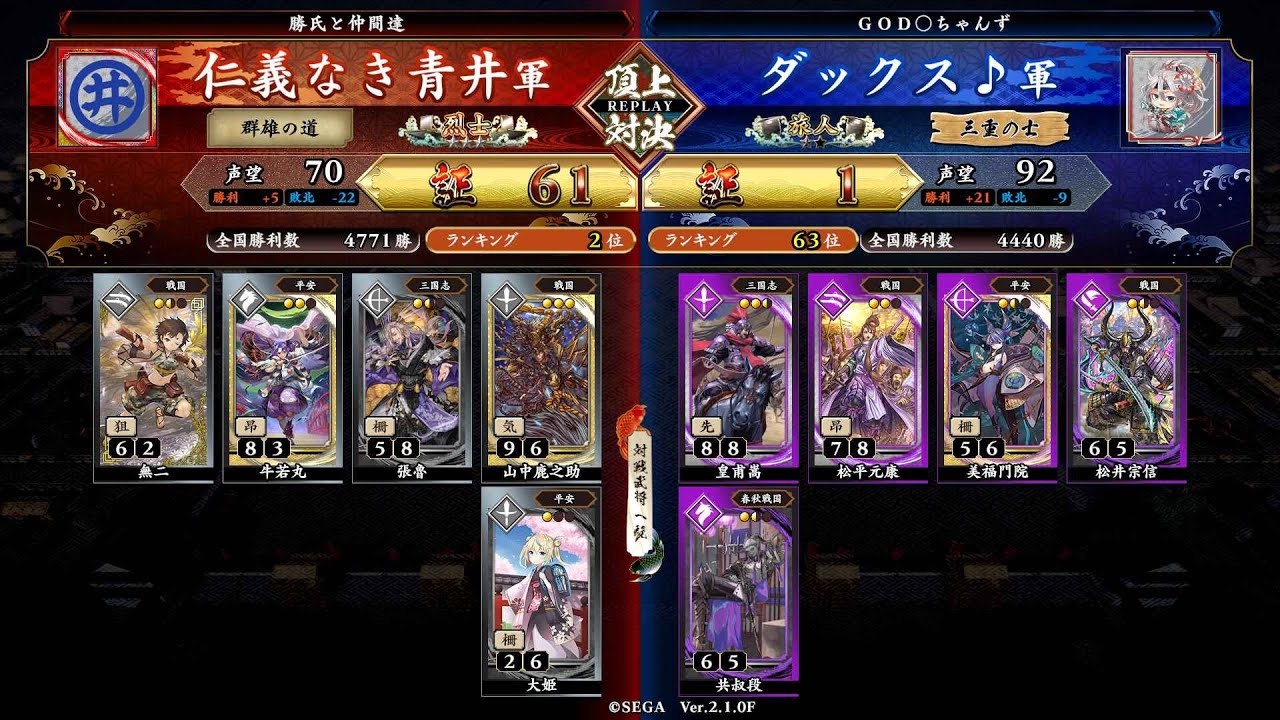 勝氏と仲間達
GOD○ちゃんず
仁義なき青井軍
頂上
REPLAY
対決
ダックス♪軍
井
群雄の道
烈士
旅人
三重の士
声望 70
勝利 +5 敗北 -22
証 61
証 1
声望 92
勝利 +21 敗北 -9
全国勝利数 4771勝
ランキング 2位
ランキング 63位
全国勝利数 4440勝
戦国
平安
三国志
戦国
三国志
戦国
平安
戦国
狙
6 2
無二
昂
8 3
牛若丸
柵
5 8
張魯
気
9 6
山中鹿之助
先
8 8
皇甫嵩
昂
7 8
松平元康
柵
5 6
美福門院
6 5
松井宗信
対戦武将一覧
平安
柵
2 6
大姫
春秋戦国
6 5
共叔段
©SEGA Ver.2.1.0F